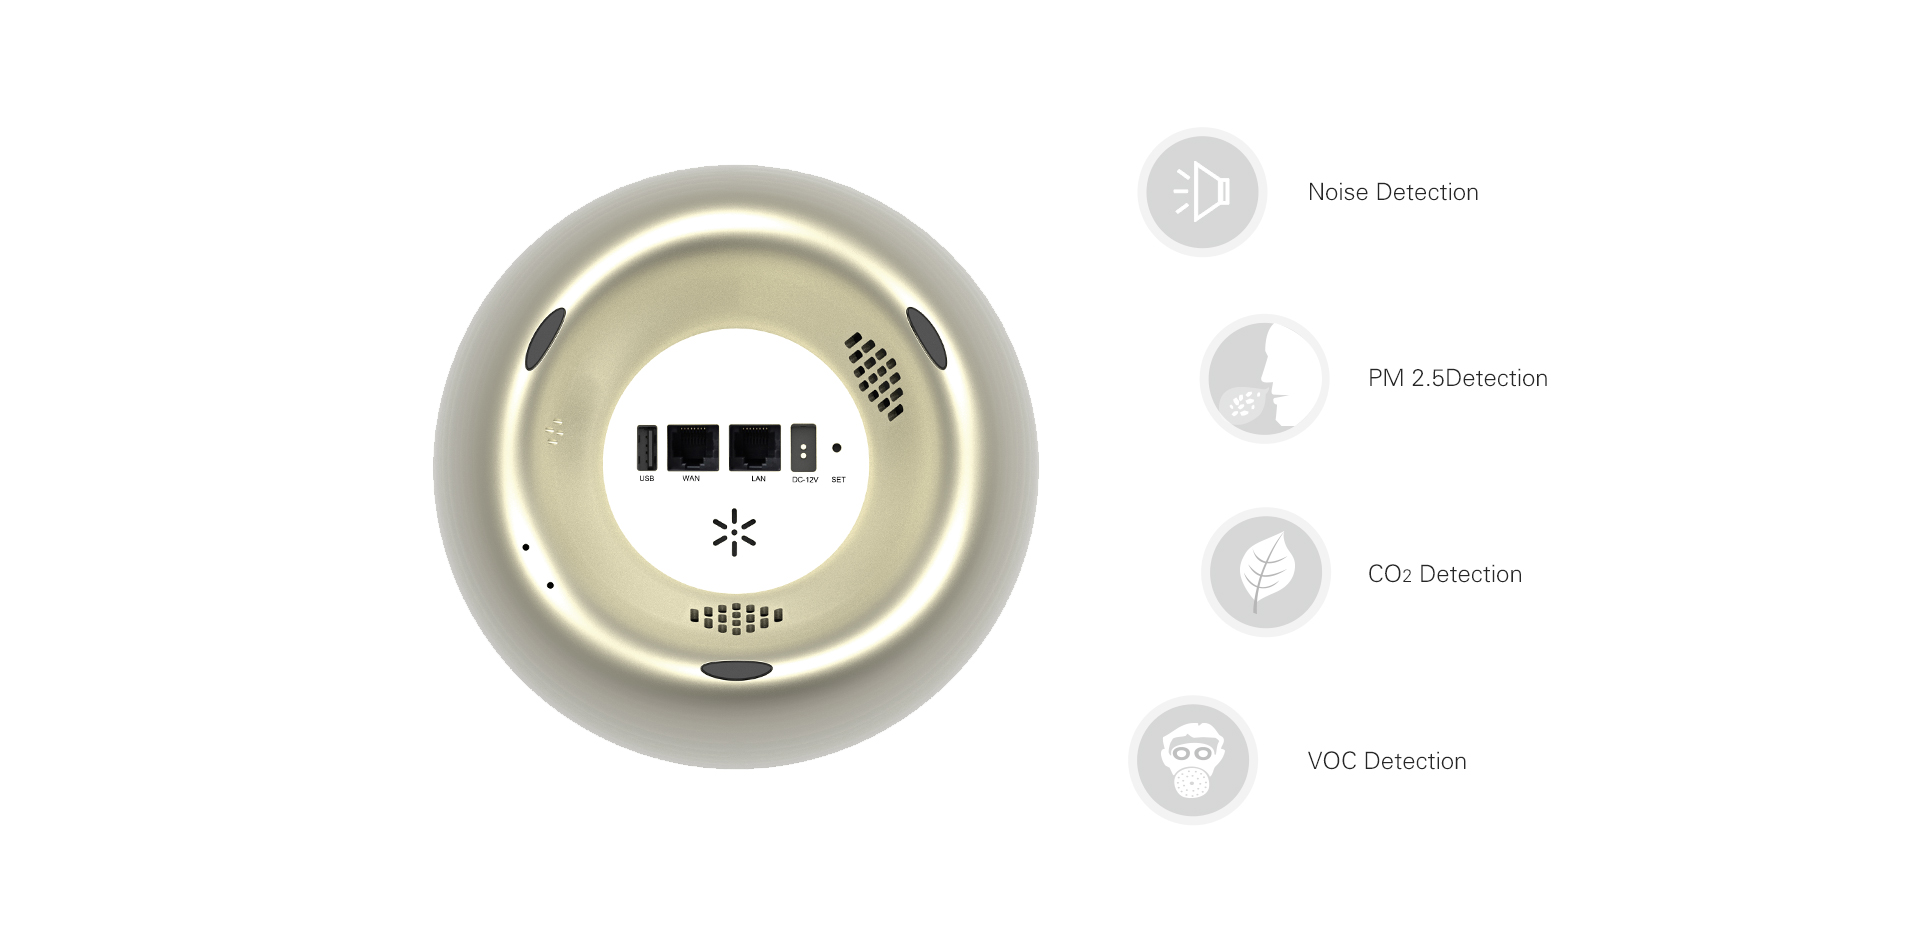 Noise Detection
PM 2.5Detection
USB
WAN
LAN
DC-12V
SET
CO2 Detection
VOC Detection